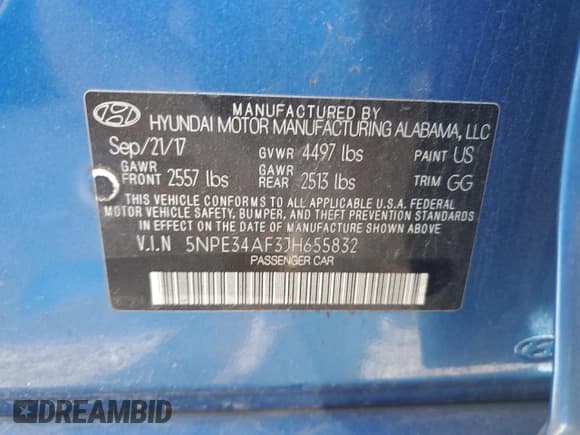 MANUFACTURED BY
HYUNDAI MOTOR MANUFACTURING ALABAMA, LLC
Sep/21/17 GVWR 4497 lbs PAINT US
GAWR FRONT 2557 lbs GAWR REAR 2513 lbs TRIM GG
THIS VEHICLE CONFORMS TO ALL APPLICABLE U.S.A. FEDERAL
MOTOR VEHICLE SAFETY, BUMPER, AND THEFT PREVENTION STANDARDS
IN EFFECT ON THE DATE OF MANUFACTURE SHOWN ABOVE
V.I.N 5NPE34AF3JH655832
PASSENGER CAR
DREAMBID